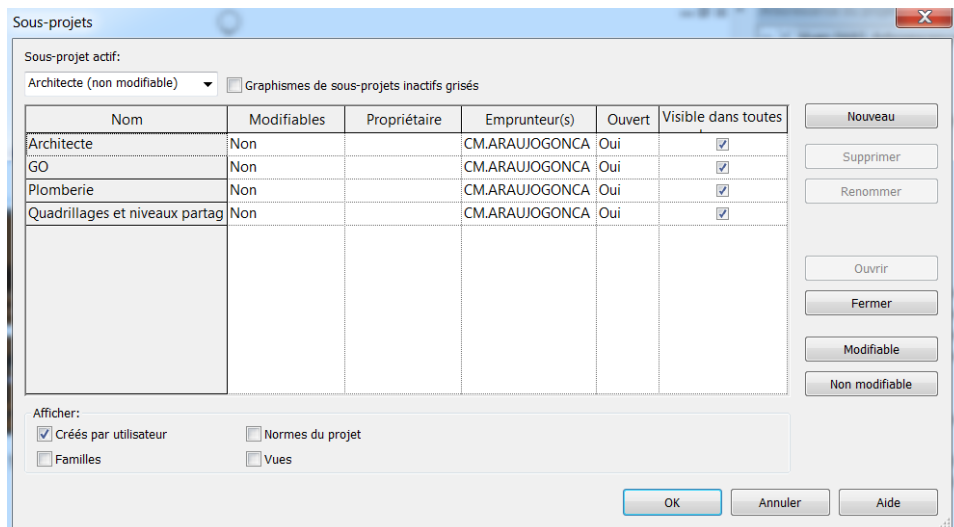 Sous-projets
Sous-projet actif:
Architecte (non modifiable) Graphismes de sous-projets inactifs grisés
Nom Modifiables Propriétaire Emprunteur(s) Ouvert Visible dans toutes
Architecte Non CM.ARAUJOGONCA Oui
GO Non CM.ARAUJOGONCA Oui
Plomberie Non CM.ARAUJOGONCA Oui
Quadrillages et niveaux partag Non CM.ARAUJOGONCA Oui
Nouveau
Supprimer
Renommer
Ouvrir
Fermer
Modifiable
Non modifiable
Afficher:
Créés par utilisateur Normes du projet
Familles Vues
OK Annuler Aide